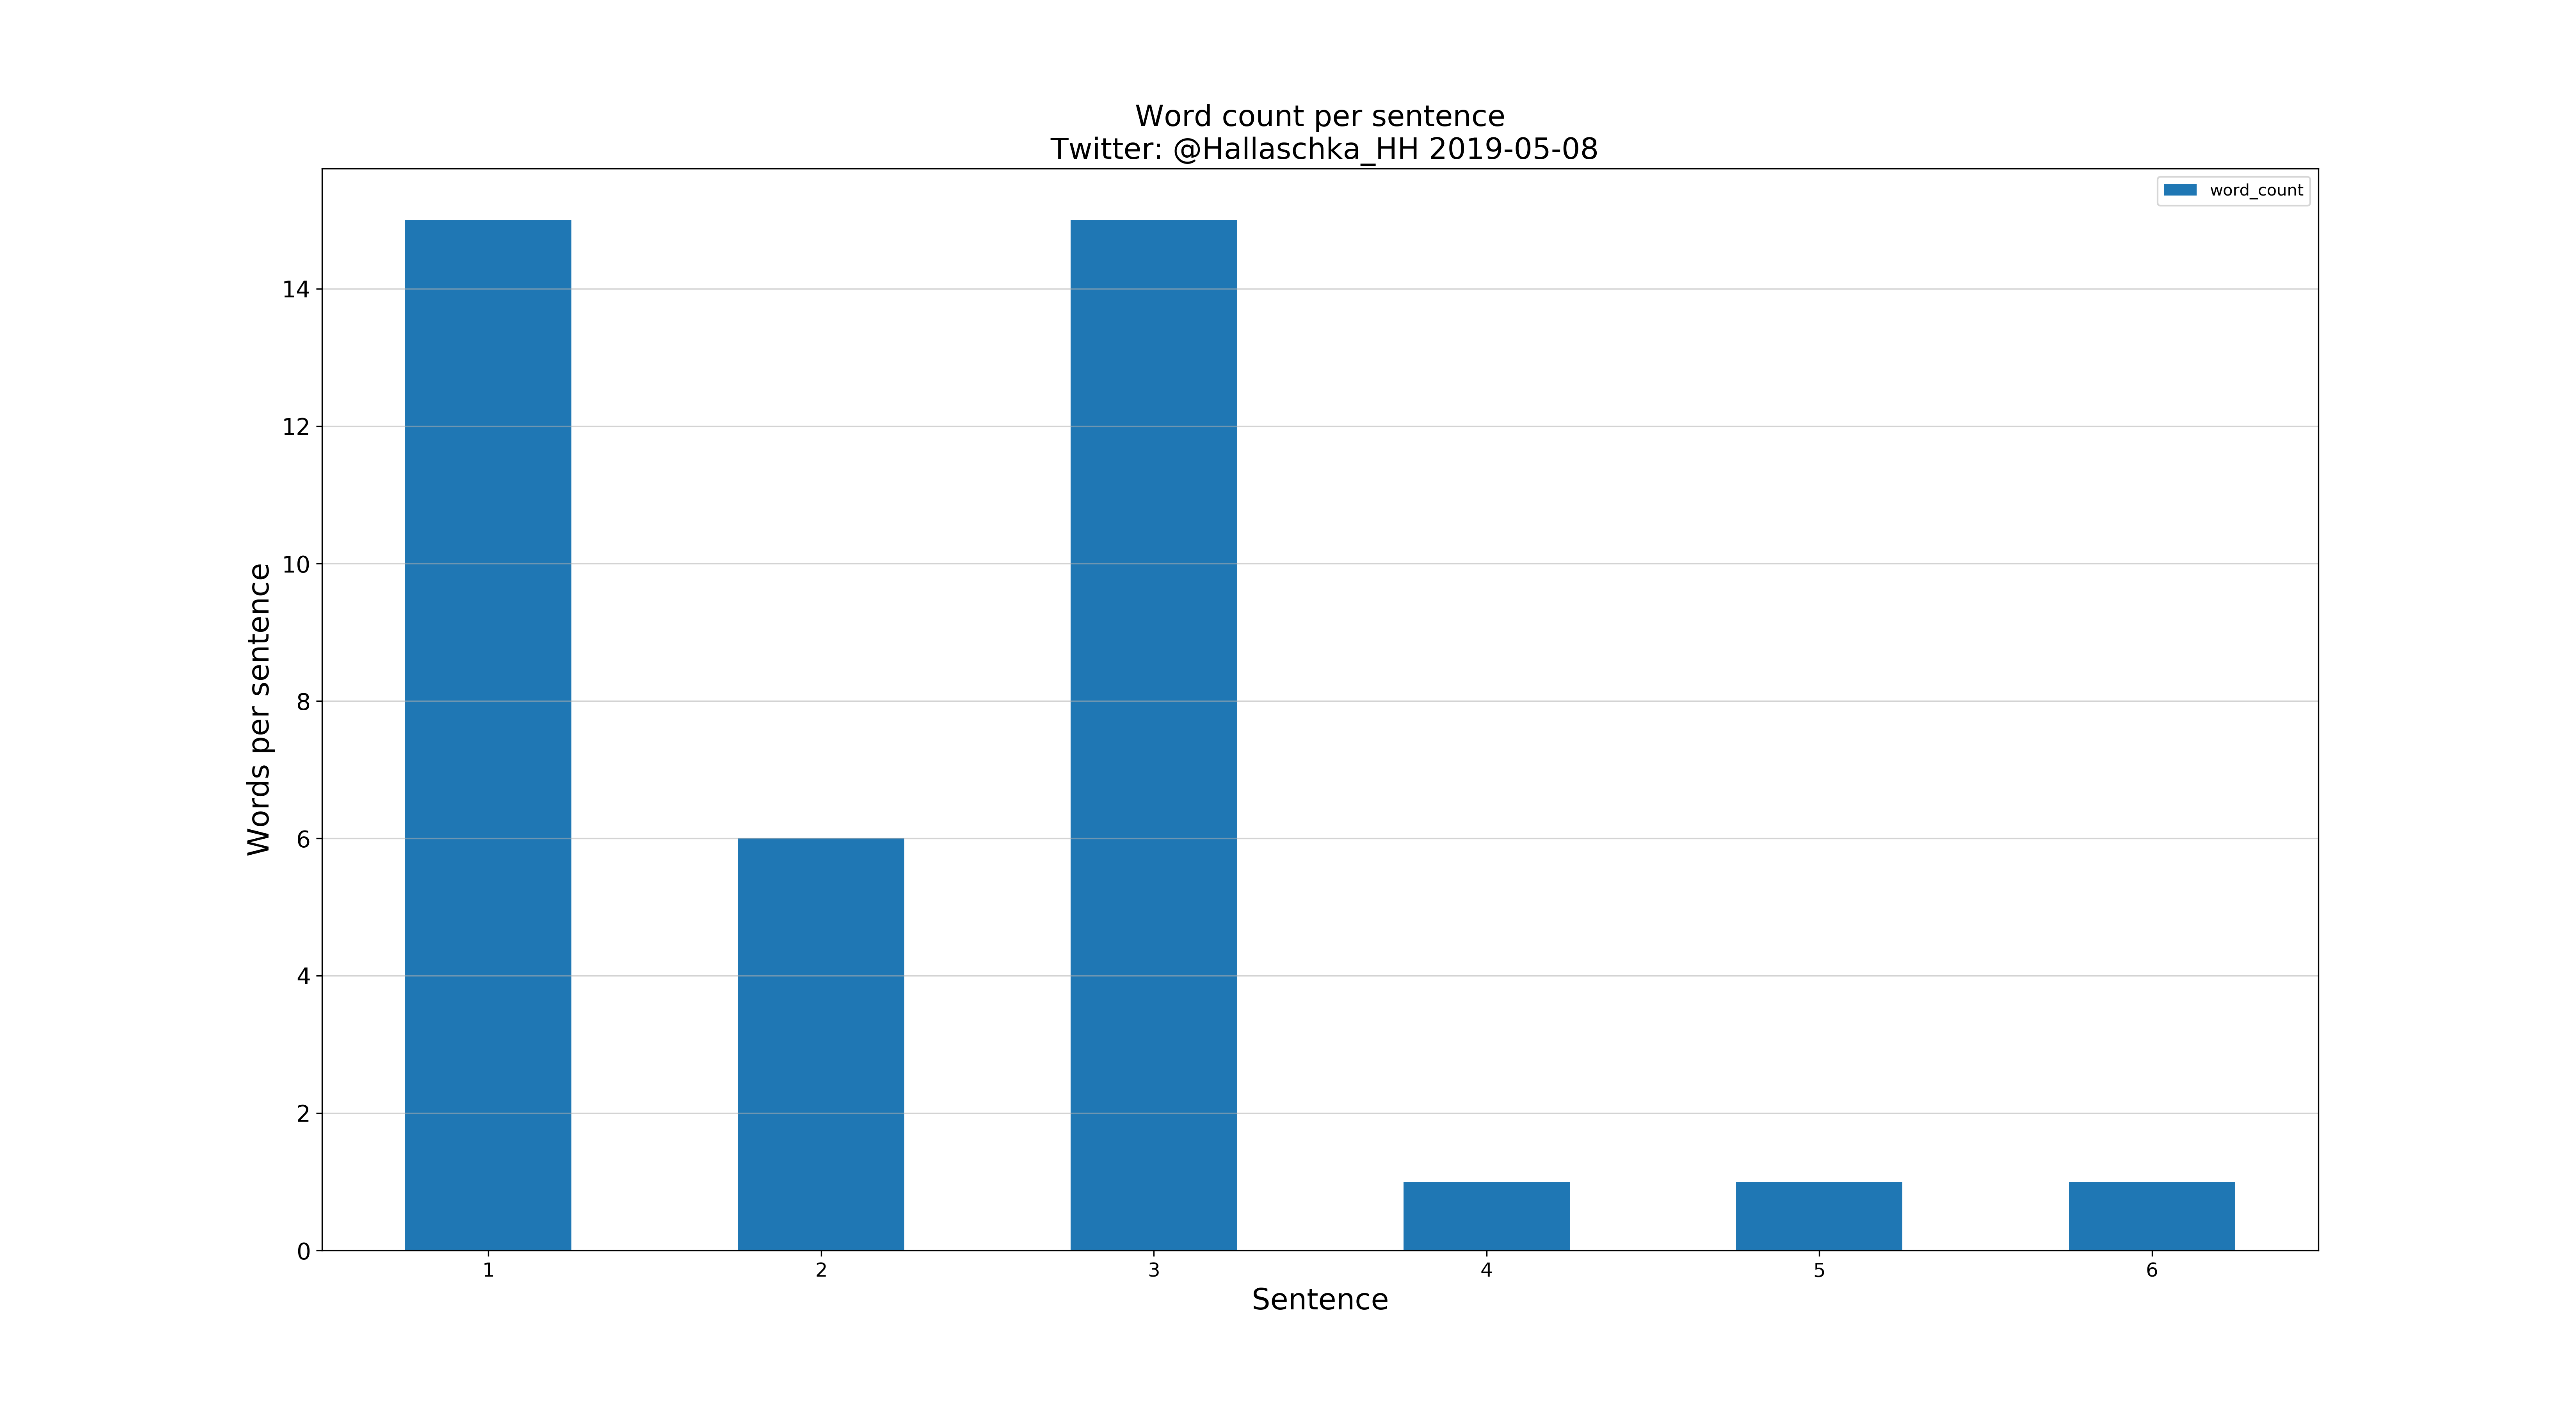 Word count per sentence
Twitter: @Hallaschka_HH 2019-05-08
word_count
Words per sentence
14
12
10
8
6
4
2
0
1 2 3 4 5 6
Sentence